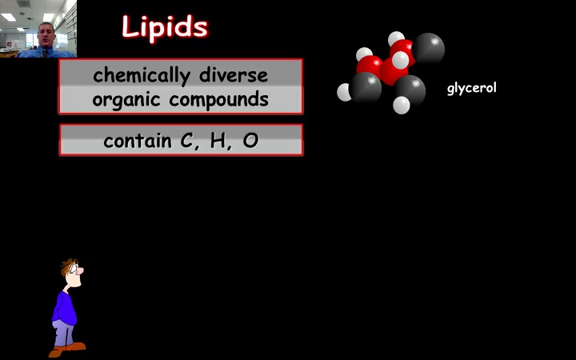 Lipids
chemically diverse
organic compounds
contain C, H, O
glycerol